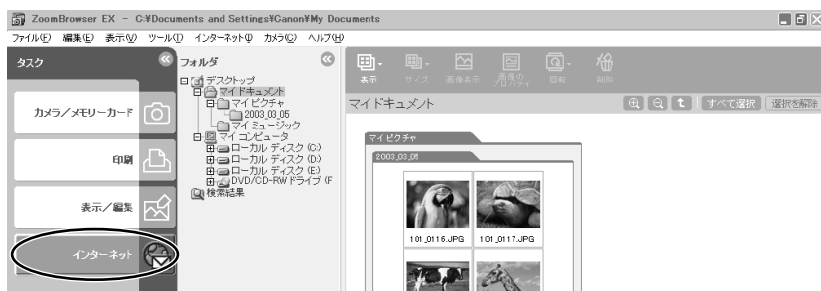 ZoomBrowser EX - C:¥Documents and Settings¥Canon¥My Documents
ファイル(F) 編集(E) 表示(V) ツール(T) インターネット(I) カメラ(C) ヘルプ(H)
タスク
カメラ／メモリーカード
印刷
表示／編集
インターネット
フォルダ
デスクトップ
マイドキュメント
マイピクチャ
2003_03_05
マイミュージック
マイコンピュータ
ローカル ディスク (C:)
ローカル ディスク (D:)
ローカル ディスク (E:)
DVD/CD-RW ドライブ (F
検索結果
表示 サイズ 画像表示 画像のプロパティ 回転 削除
マイドキュメント
すべて選択 選択を解除
マイピクチャ
2003_03_05
101_0116.JPG 101_0117.JPG